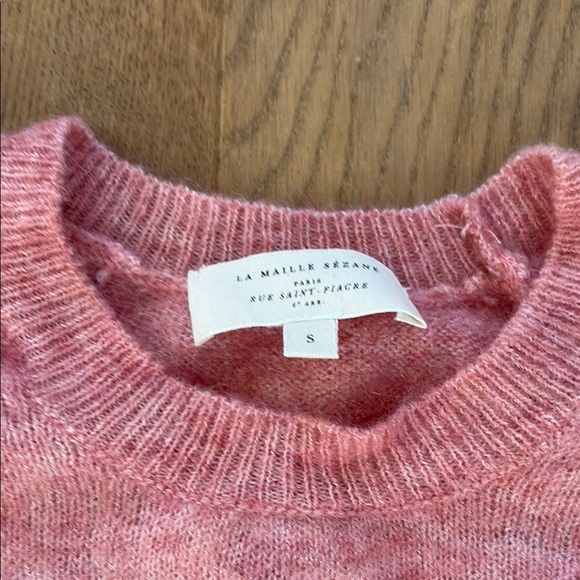 LA MAILLE SÉZANE
PARIS
RUE SAINT-FIACRE
2e ARR.
S